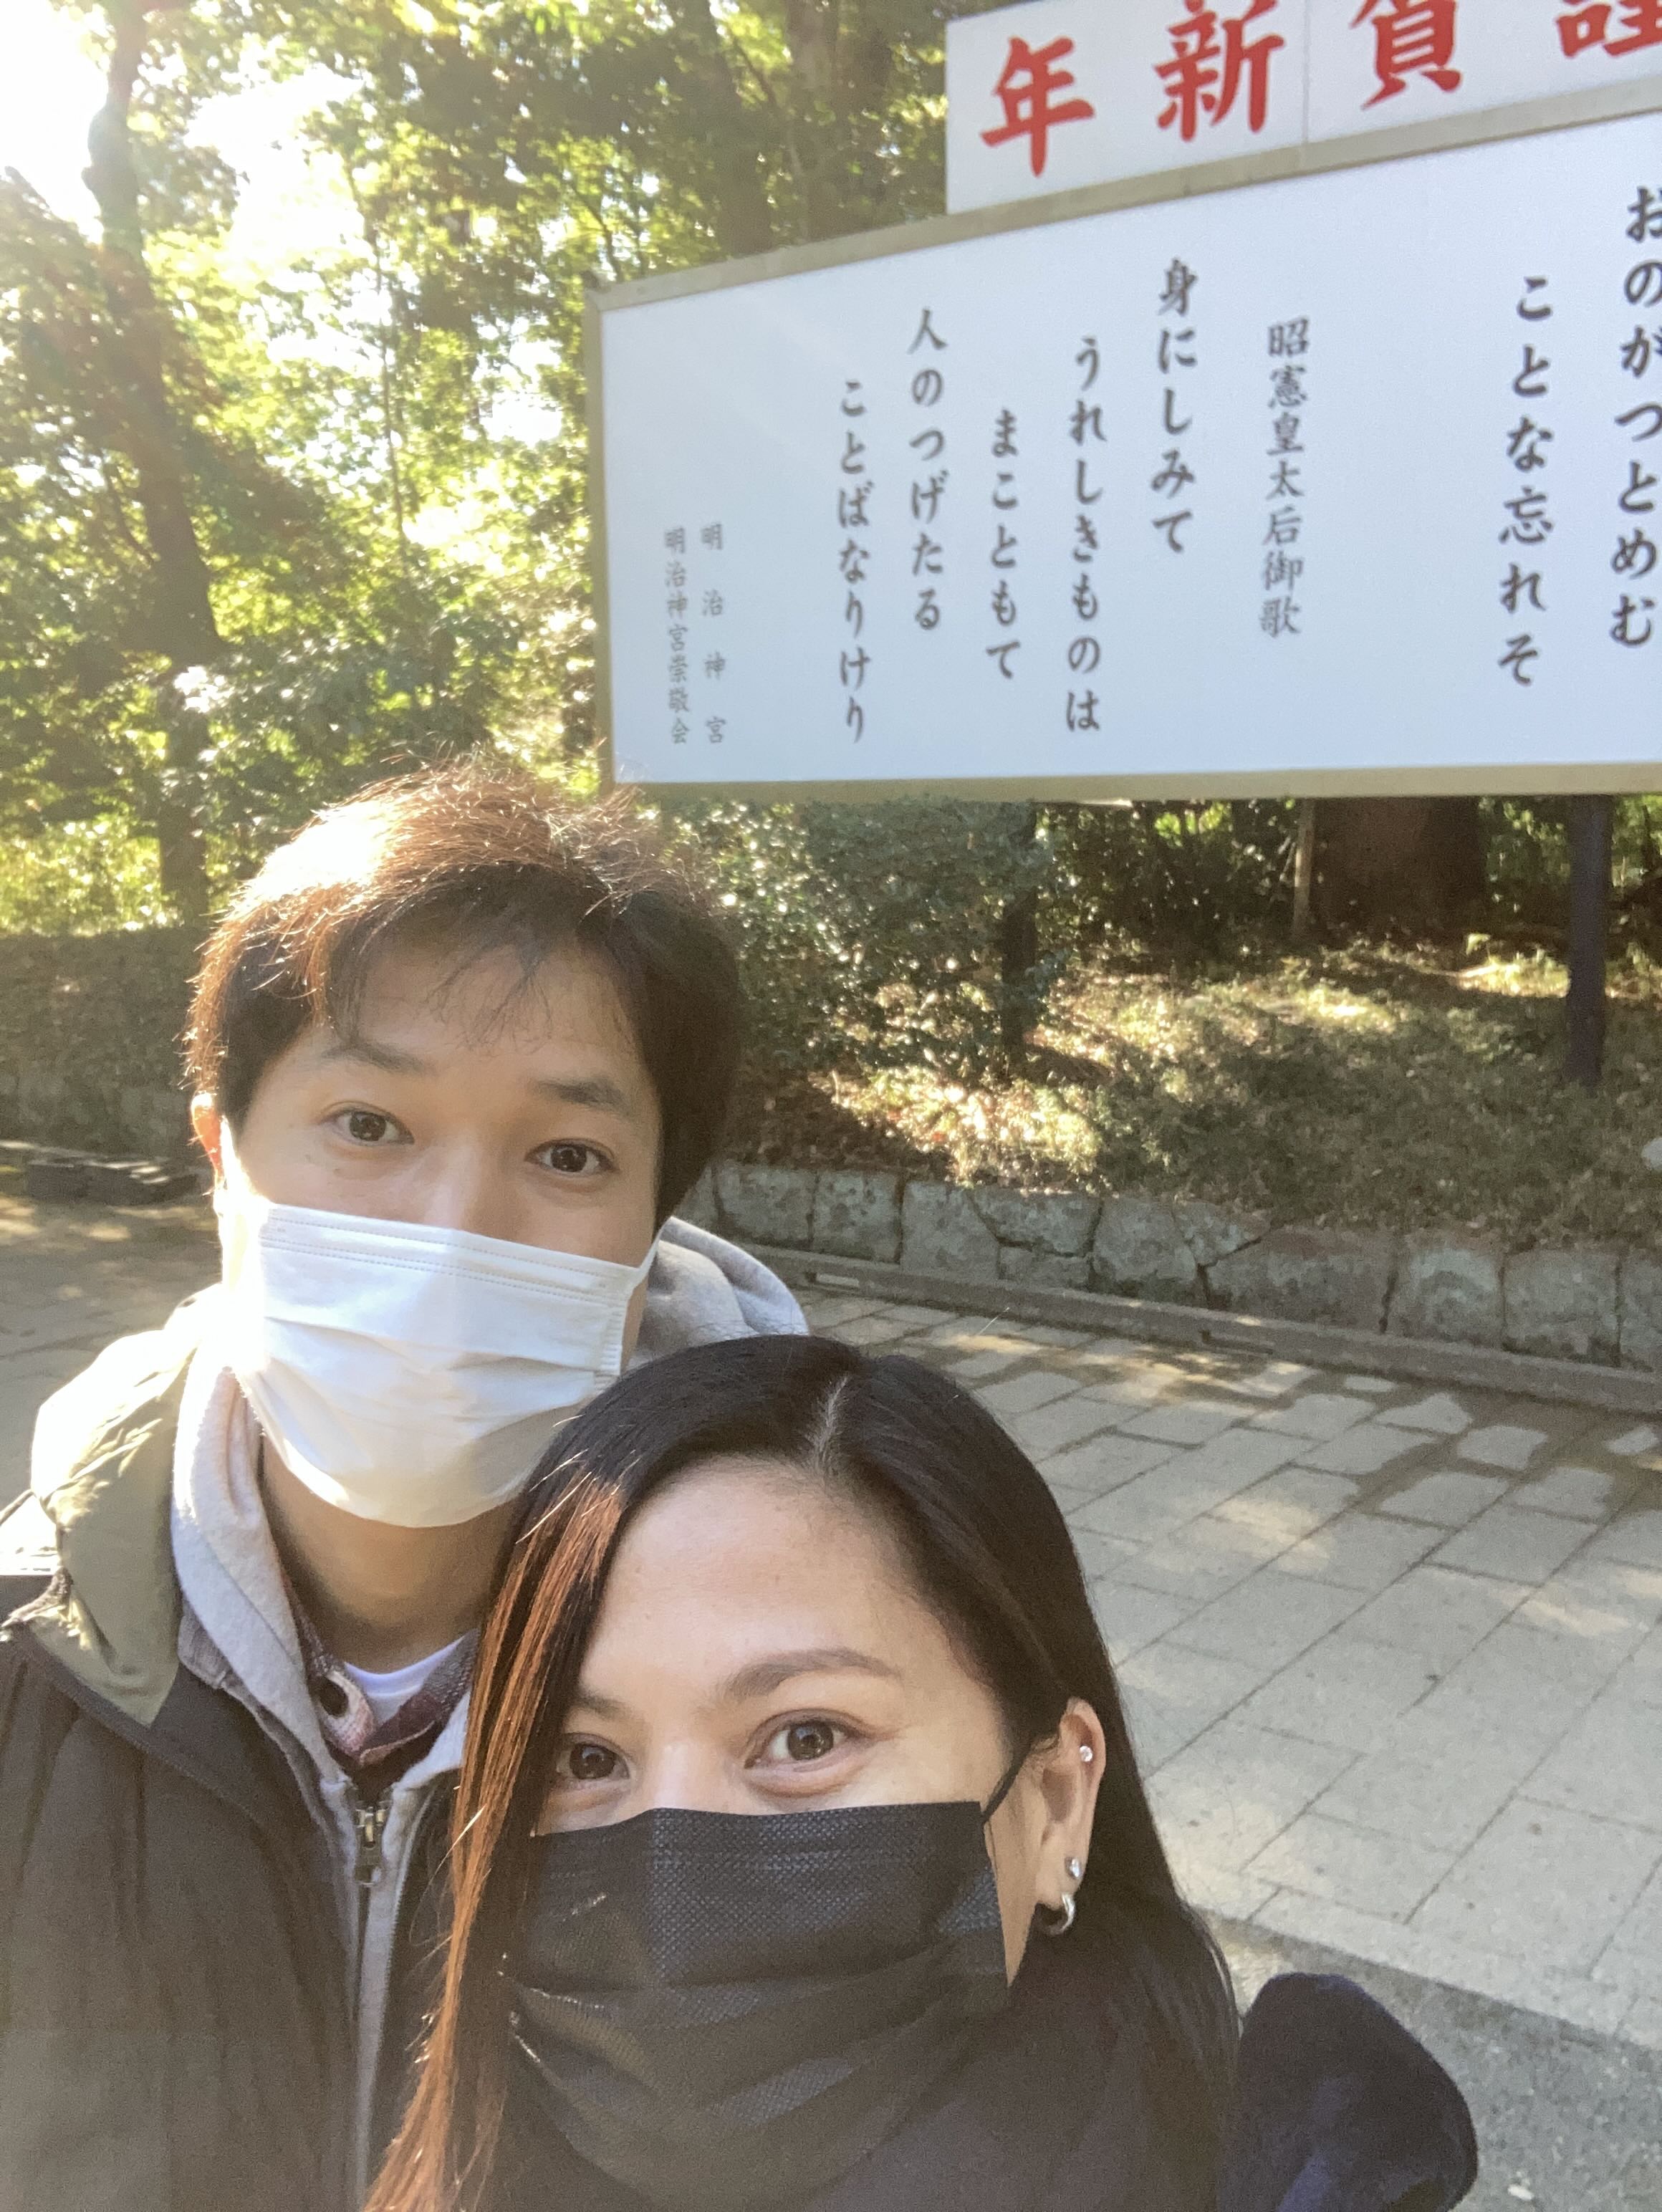 謹賀新年
おのがつとめむ
ことな忘れそ
昭憲皇太后御歌
身にしみて
うれしきものは
まこともて
人のつげたる
ことばなりけり
明治神宮
明治神宮崇敬会